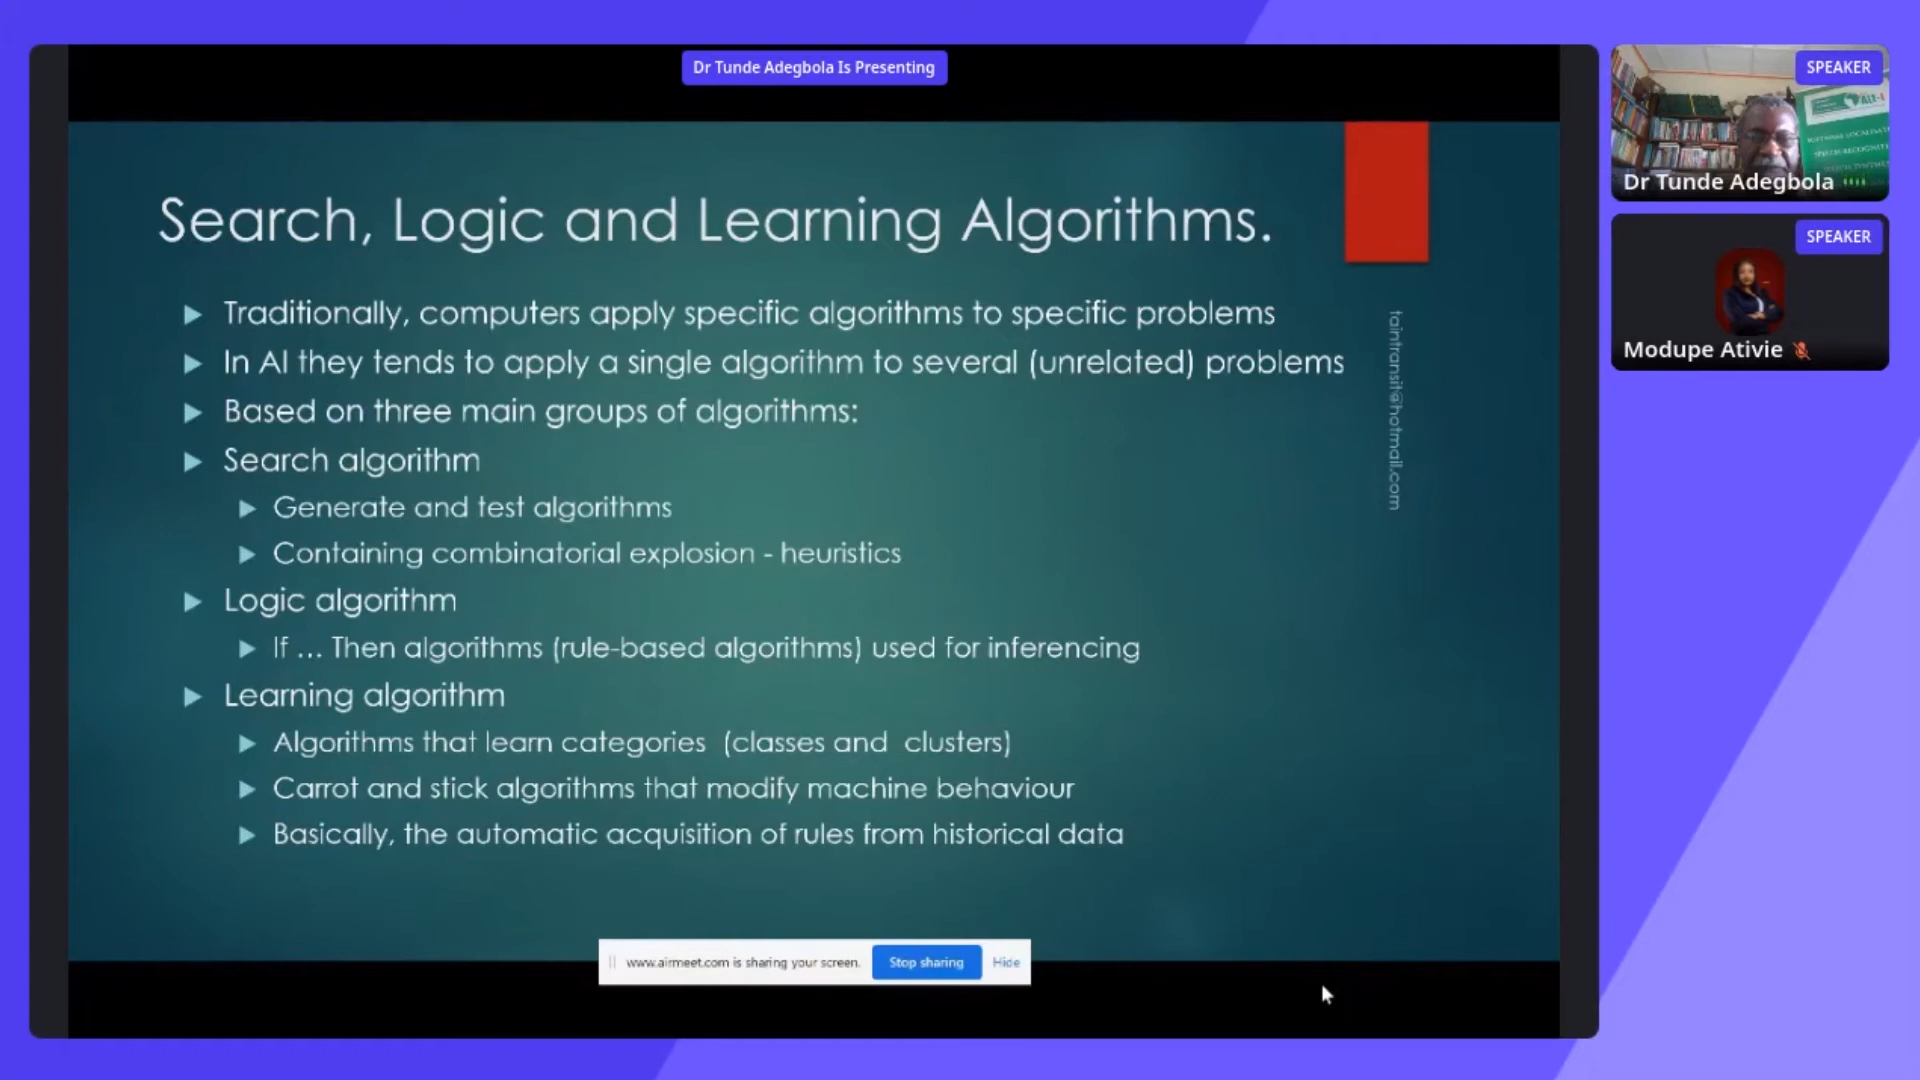 Dr Tunde Adegbola Is Presenting
Search, Logic and Learning Algorithms.
Traditionally, computers apply specific algorithms to specific problems
In AI they tends to apply a single algorithm to several (unrelated) problems
Based on three main groups of algorithms:
Search algorithm
Generate and test algorithms
Containing combinatorial explosion - heuristics
Logic algorithm
If ... Then algorithms (rule-based algorithms) used for inferencing
Learning algorithm
Algorithms that learn categories (classes and clusters)
Carrot and stick algorithms that modify machine behaviour
Basically, the automatic acquisition of rules from historical data
taintransit@hotmail.com
www.airmeet.com is sharing your screen.
Stop sharing
Hide
SPEAKER
ALT-I
SPEECH RECOGNIT
Dr Tunde Adegbola
SPEAKER
Modupe Ativie